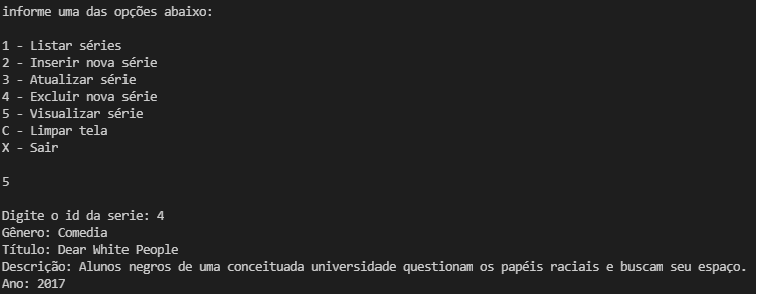 informe uma das opções abaixo:
1 - Listar séries
2 - Inserir nova série
3 - Atualizar série
4 - Excluir nova série
5 - Visualizar série
C - Limpar tela
X - Sair
5
Digite o id da serie: 4
Gênero: Comedia
Título: Dear White People
Descrição: Alunos negros de uma conceituada universidade questionam os papéis raciais e buscam seu espaço.
Ano: 2017